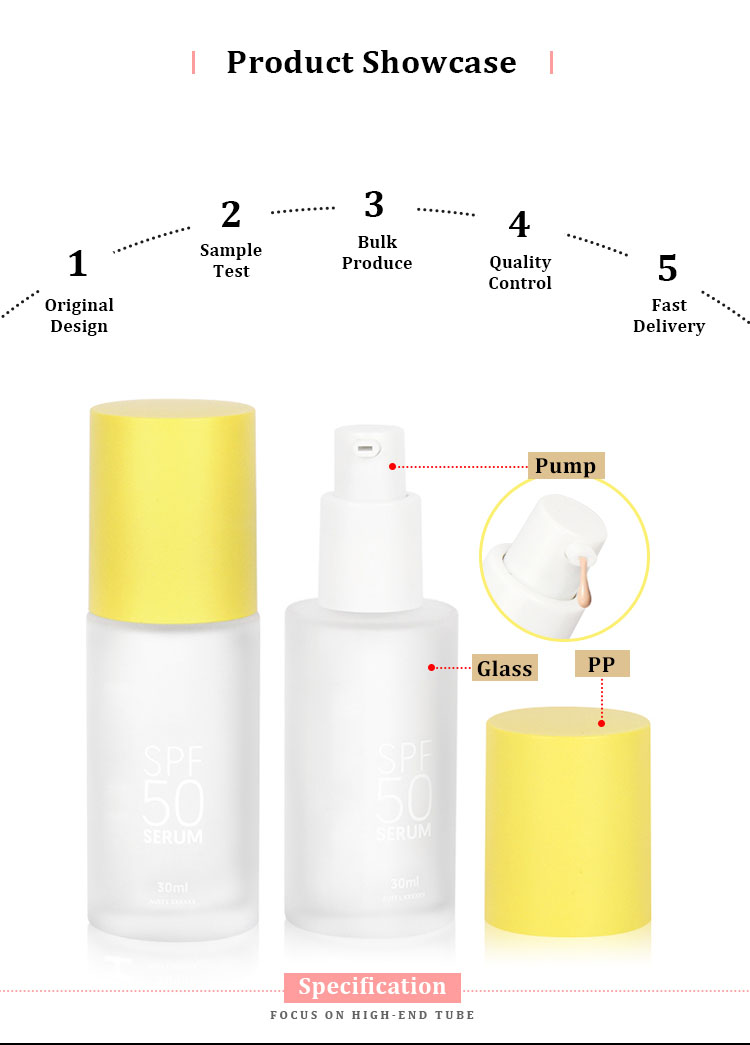 Product Showcase
1
Original
Design
2
Sample
Test
3
Bulk
Produce
4
Quality
Control
5
Fast
Delivery
Pump
Glass
PP
SPF
50
SERUM
30ml
SPF
50
SERUM
30ml
Specification
FOCUS ON HIGH-END TUBE